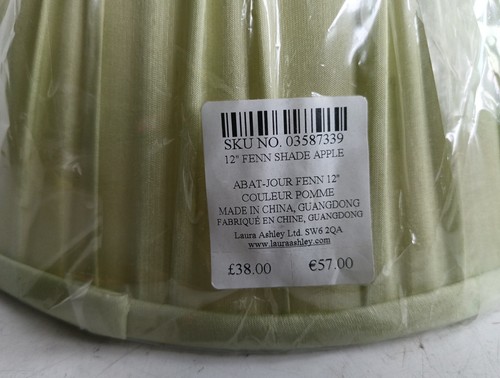 SKU NO. 03587339
12" FENN SHADE APPLE
ABAT-JOUR FENN 12"
COULEUR POMME
MADE IN CHINA, GUANGDONG
FABRIQUÉ EN CHINE, GUANGDONG
Laura Ashley Ltd. SW6 2QA
www.lauraashley.com
£38.00 €57.00